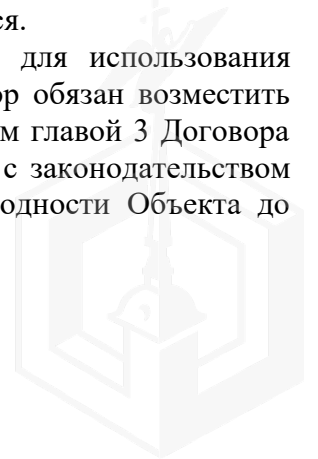 ся.
для использования
ор обязан возместить
м главой 3 Договора
с законодательством
одности Объекта до